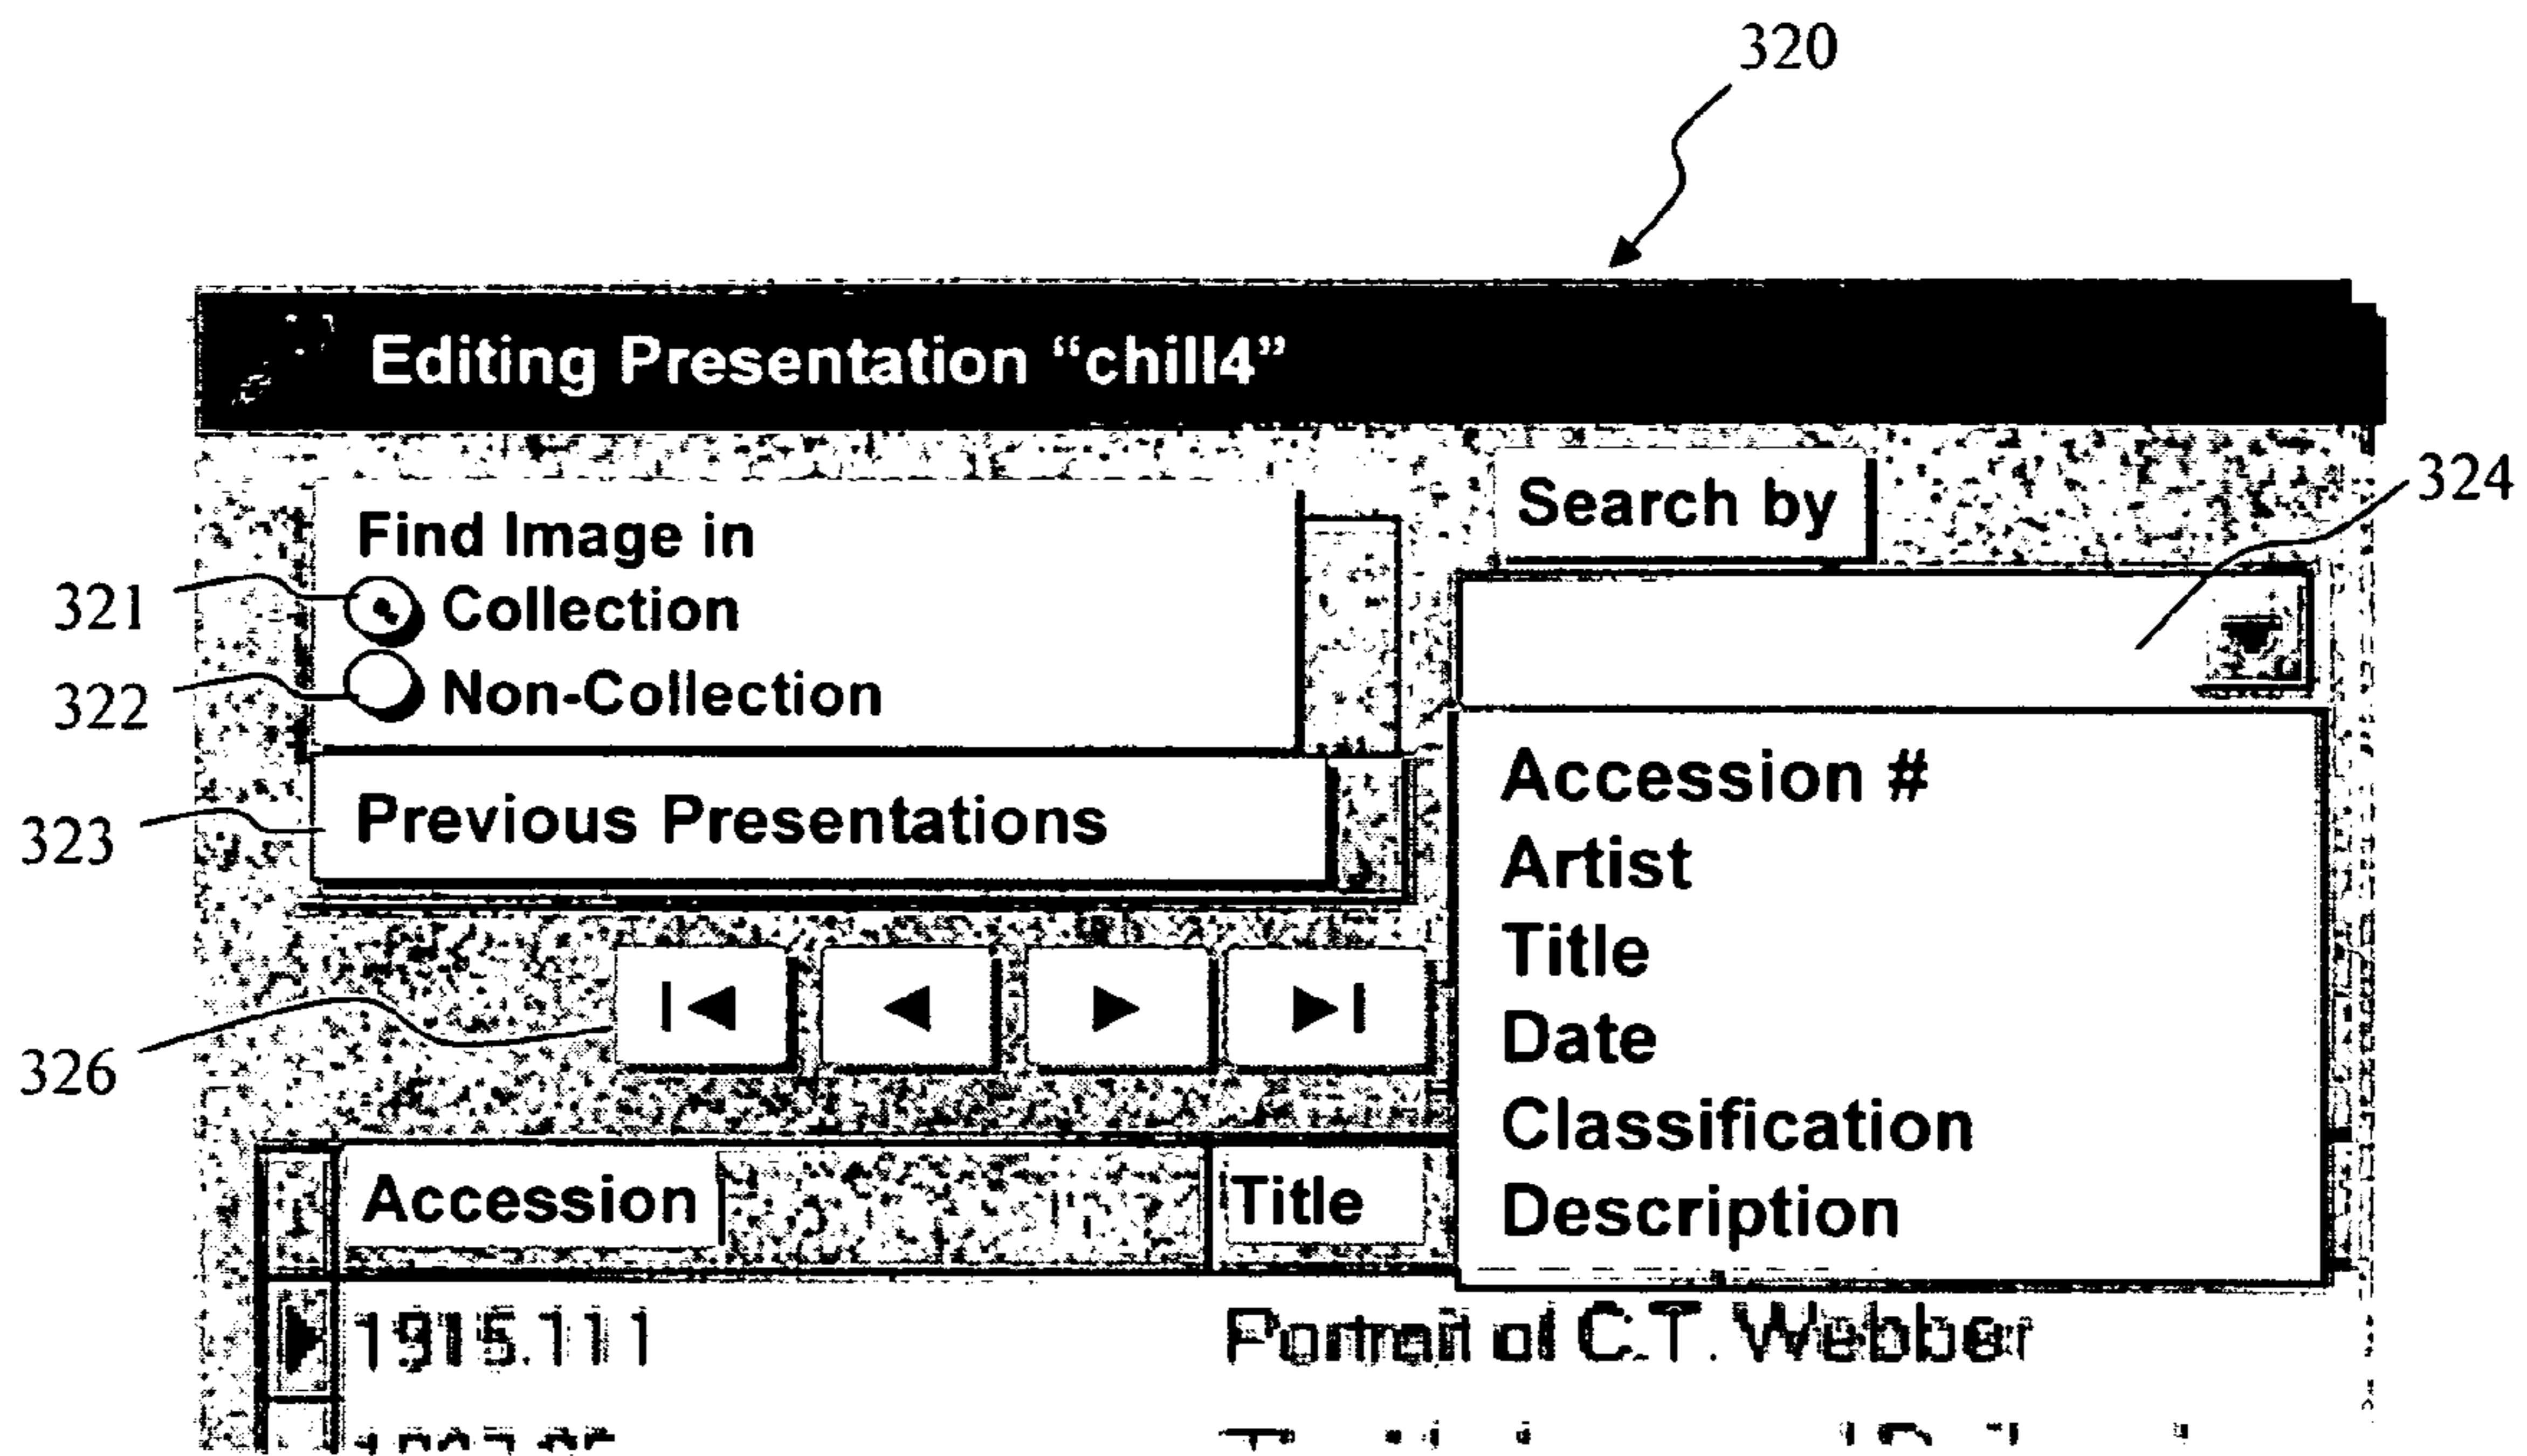 320
Editing Presentation “chill4”
Search by
324
Find Image in
321 Collection
322 Non-Collection
323 Previous Presentations
Accession #
Artist
Title
Date
Classification
Description
326
Accession Title
1915.111 Portrait of C.T. Webber